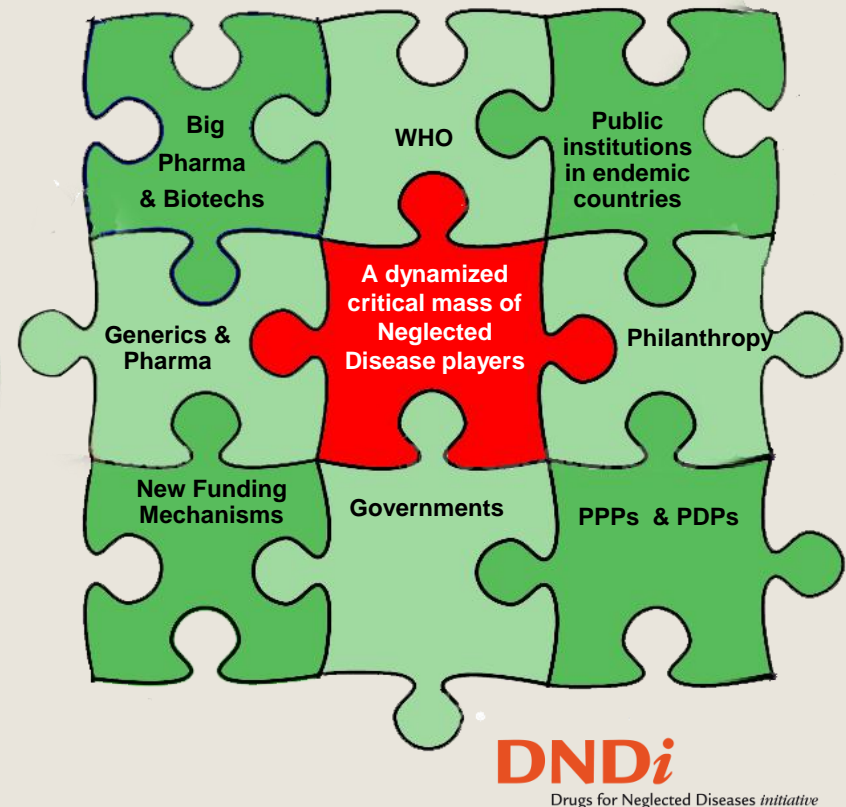 Big
Pharma
& Biotechs
WHO
Public
institutions
in endemic
countries
Generics &
Pharma
A dynamized
critical mass of
Neglected
Disease players
Philanthropy
New Funding
Mechanisms
Governments
PPPs & PDPs
DNDi
Drugs for Neglected Diseases initiative